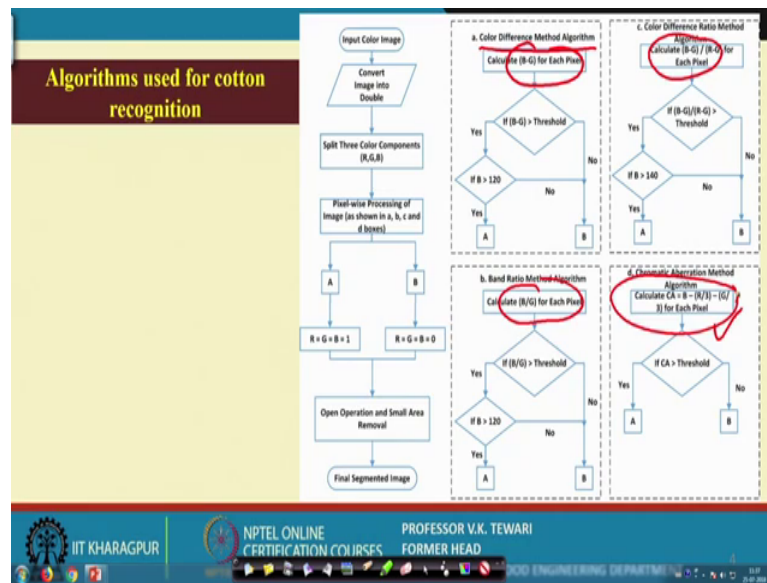 Algorithms used for cotton
recognition
Input Color Image
Convert
Image into
Double
Split Three Color Components
(R,G,B)
Pixel-wise Processing of
Image (as shown in a, b, c and
d boxes)
A
B
R = G = B = 1
R = G = B = 0
Open Operation and Small Area
Removal
Final Segmented Image
a. Color Difference Method Algorithm
Calculate (B-G) for Each Pixel
If (B-G) > Threshold
Yes
No
If B > 120
No
Yes
A
B
b. Band Ratio Method Algorithm
Calculate (B/G) for Each Pixel
If (B/G) > Threshold
Yes
No
If B > 120
No
Yes
A
B
c. Color Difference Ratio Method
Algorithm
Calculate (B-G) / (R-G) for
Each Pixel
If (B-G)/(R-G) >
Threshold
Yes
No
If B > 140
No
Yes
A
B
d. Chromatic Aberration Method
Algorithm
Calculate CA = B – (R/3) – (G/
3) for Each Pixel
If CA > Threshold
Yes
No
A
B
IIT KHARAGPUR
NPTEL ONLINE
CERTIFICATION COURSES
PROFESSOR V.K. TEWARI
FORMER HEAD
OOD ENGINEERING DEPARTM
4